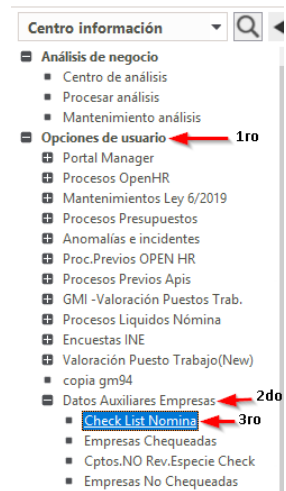 Centro información
Análisis de negocio
Centro de análisis
Procesar análisis
Mantenimiento análisis
Opciones de usuario 1ro
Portal Manager
Procesos OpenHR
Mantenimientos Ley 6/2019
Procesos Presupuestos
Anomalías e incidentes
Proc.Previos OPEN HR
Procesos Previos Apis
GMI -Valoración Puestos Trab.
Procesos Liquidos Nómina
Encuestas INE
Valoración Puesto Trabajo(New)
copia gm94
Datos Auxiliares Empresas 2do
Check List Nomina 3ro
Empresas Chequeadas
Cptos.NO Rev.Especie Check
Empresas No Chequeadas